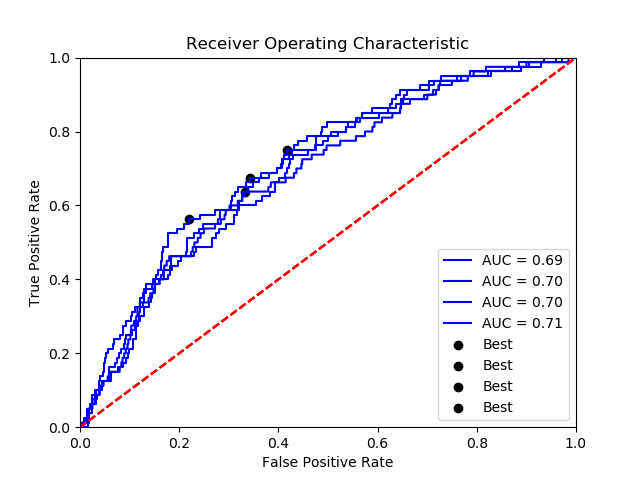 Receiver Operating Characteristic
True Positive Rate
1.0
0.8
0.6
0.4
0.2
0.0
AUC = 0.69
AUC = 0.70
AUC = 0.70
AUC = 0.71
Best
Best
Best
Best
0.0 0.2 0.4 0.6 0.8 1.0
False Positive Rate